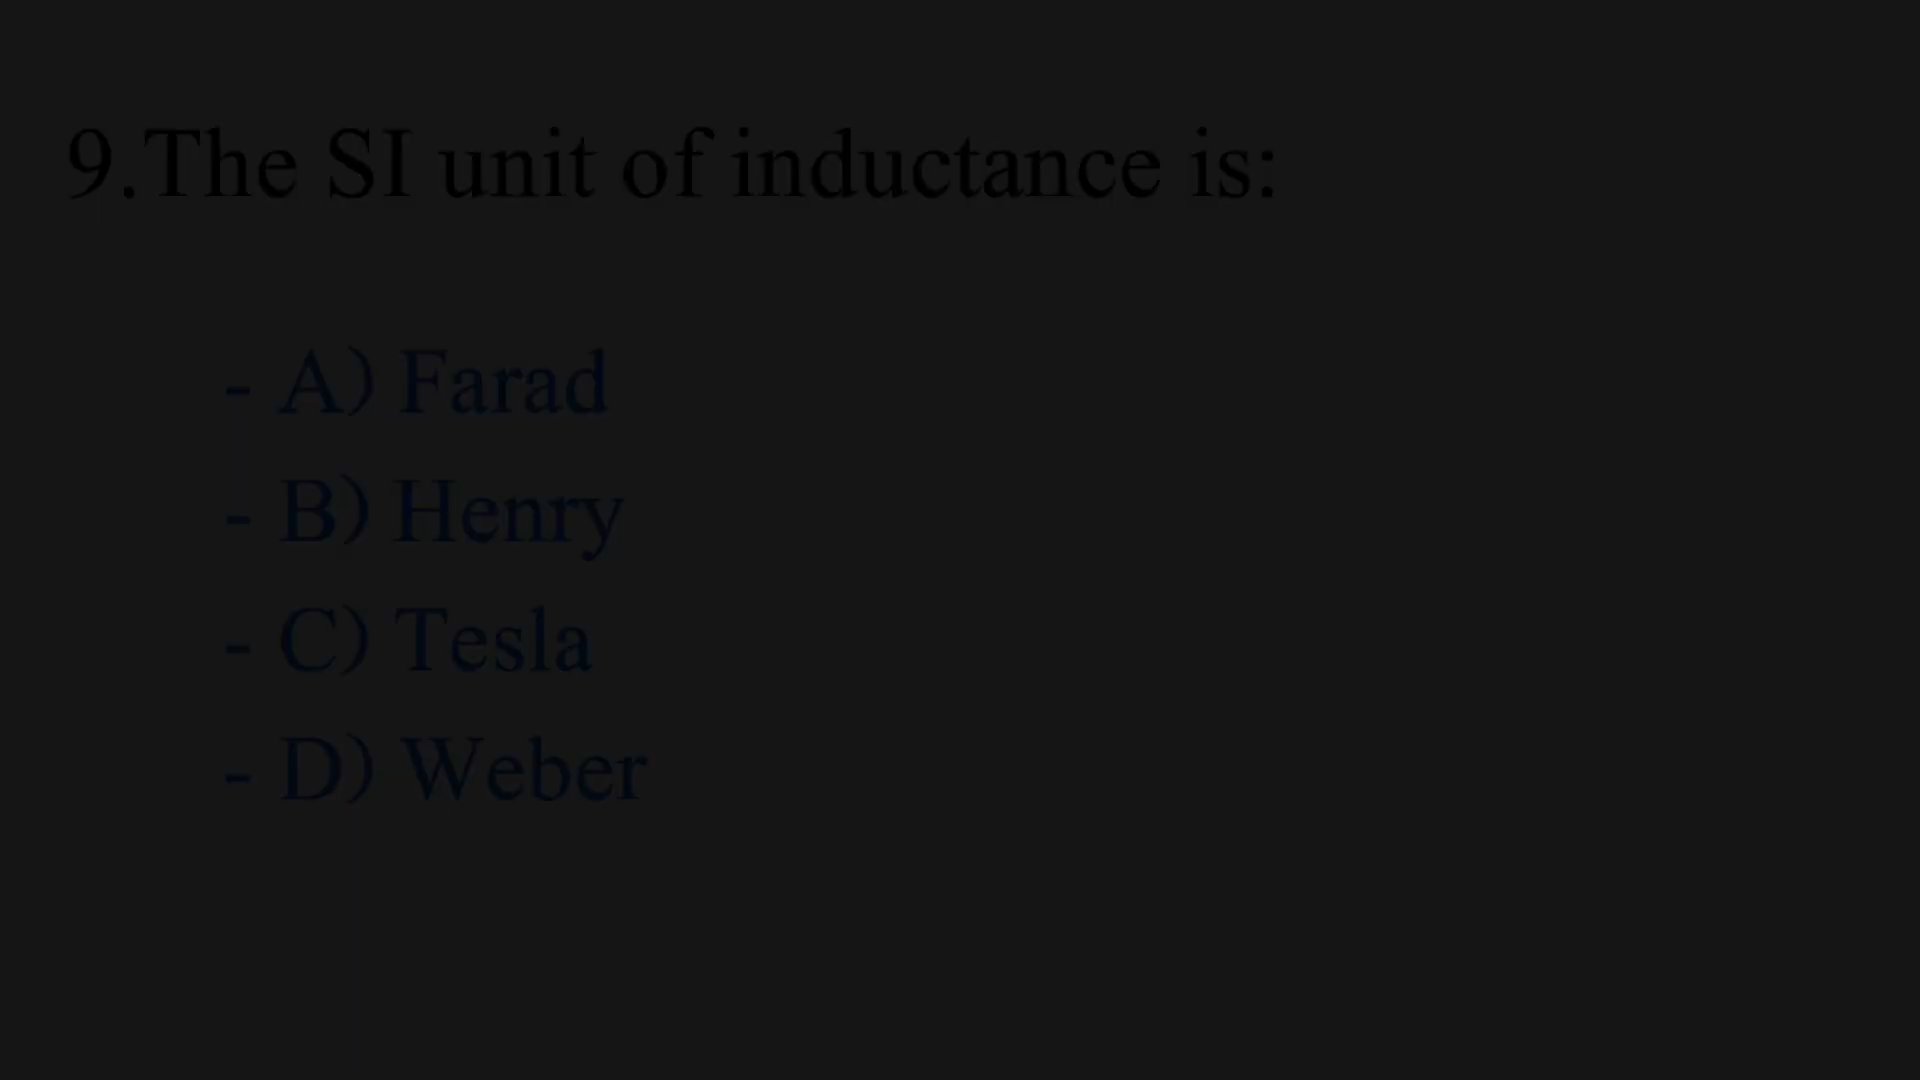 9.The SI unit of inductance is:
- A) Farad
- B) Henry
- C) Tesla
- D) Weber